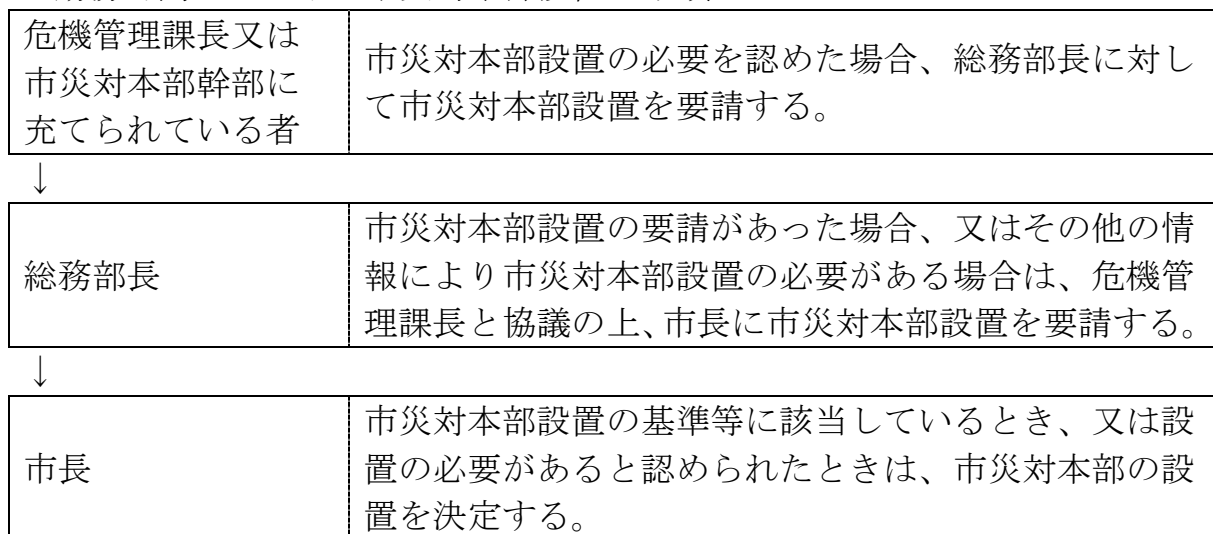 危機管理課長又は
市災対本部幹部に
充てられている者
市災対本部設置の必要を認めた場合、総務部長に対し
て市災対本部設置を要請する。
↓
総務部長
市災対本部設置の要請があった場合、又はその他の情
報により市災対本部設置の必要がある場合は、危機管
理課長と協議の上、市長に市災対本部設置を要請する。
↓
市長
市災対本部設置の基準等に該当しているとき、又は設
置の必要があると認められたときは、市災対本部の設
置を決定する。